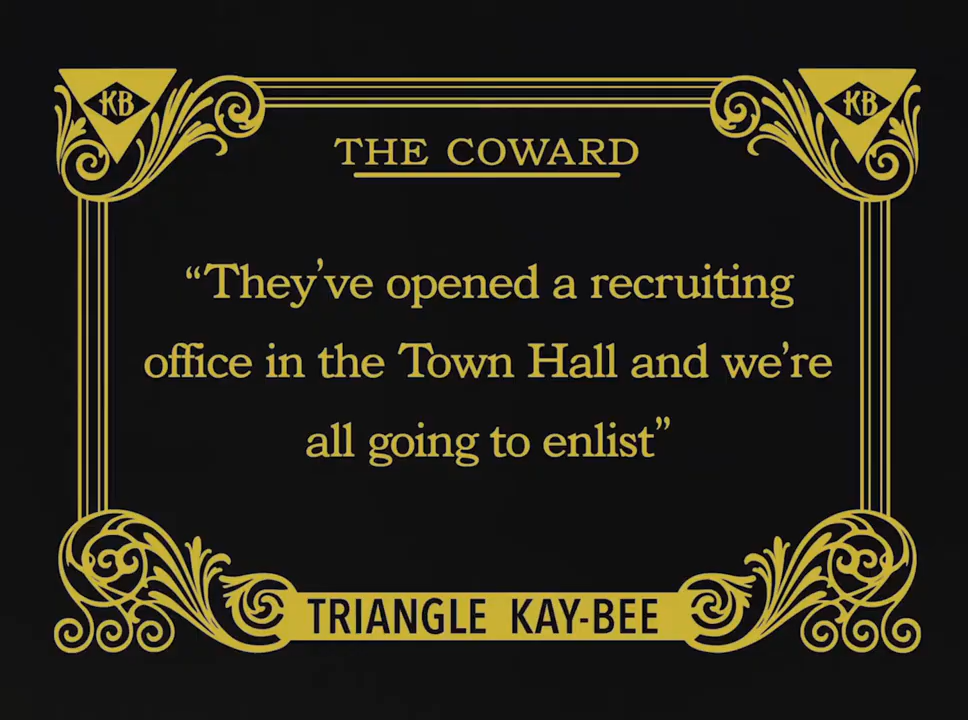 KB KB
THE COWARD
“They’ve opened a recruiting
office in the Town Hall and we’re
all going to enlist”
TRIANGLE KAY-BEE